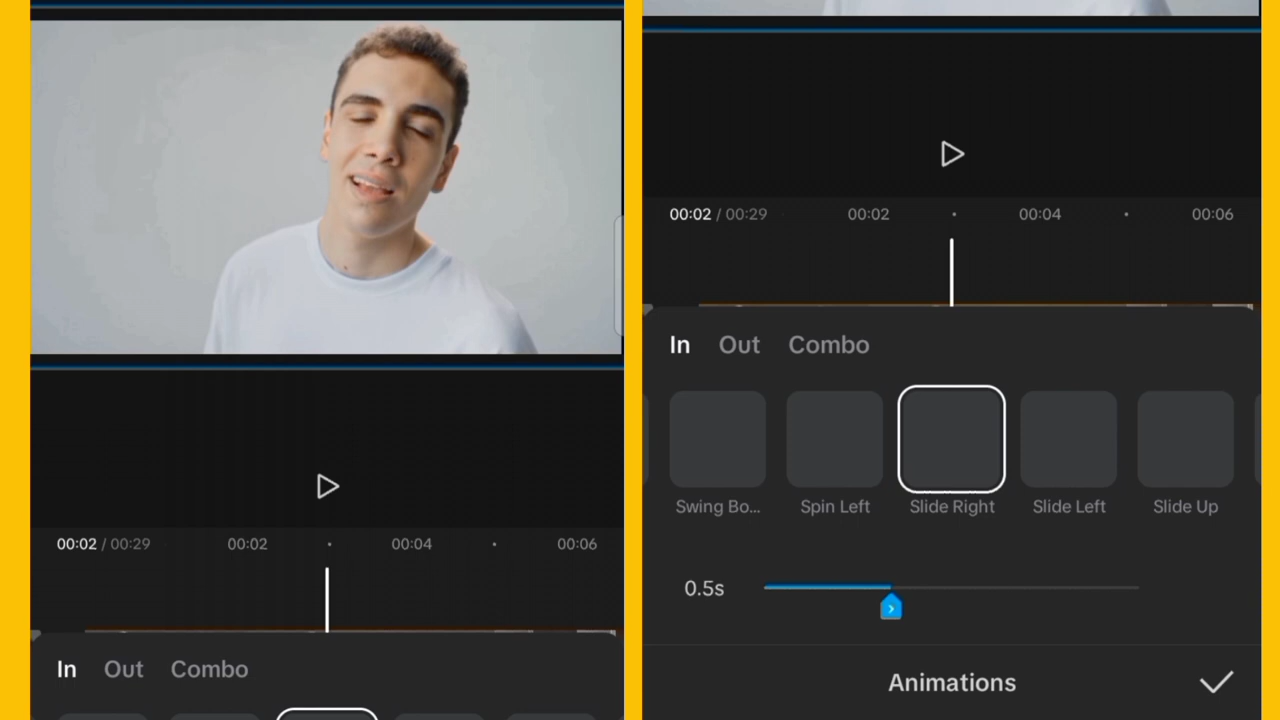 00:02 / 00:29 00:02 00:04 00:06
In Out Combo
00:02 / 00:29 00:02 00:04 00:06
In Out Combo
Swing Bo... Spin Left Slide Right Slide Left Slide Up
0.5s
Animations